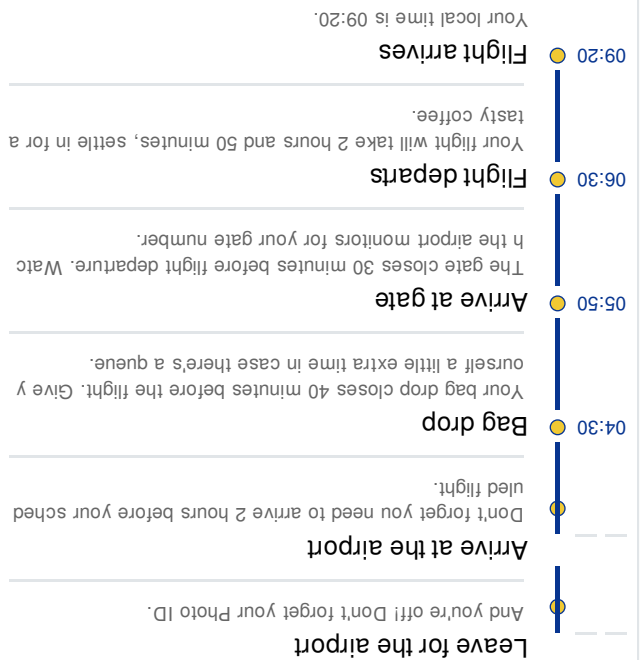 Leave for the airport
And you're off! Don't forget your Photo ID.
Arrive at the airport
Don't forget you need to arrive 2 hours before your sched
uled flight.
04:30
Bag drop
Your bag drop closes 40 minutes before the flight. Give y
ourself a little extra time in case there's a queue.
05:50
Arrive at gate
The gate closes 30 minutes before flight departure. Watc
h the airport monitors for your gate number.
06:30
Flight departs
Your flight will take 2 hours and 50 minutes, settle in for a
tasty coffee.
09:20
Flight arrives
Your local time is 09:20.